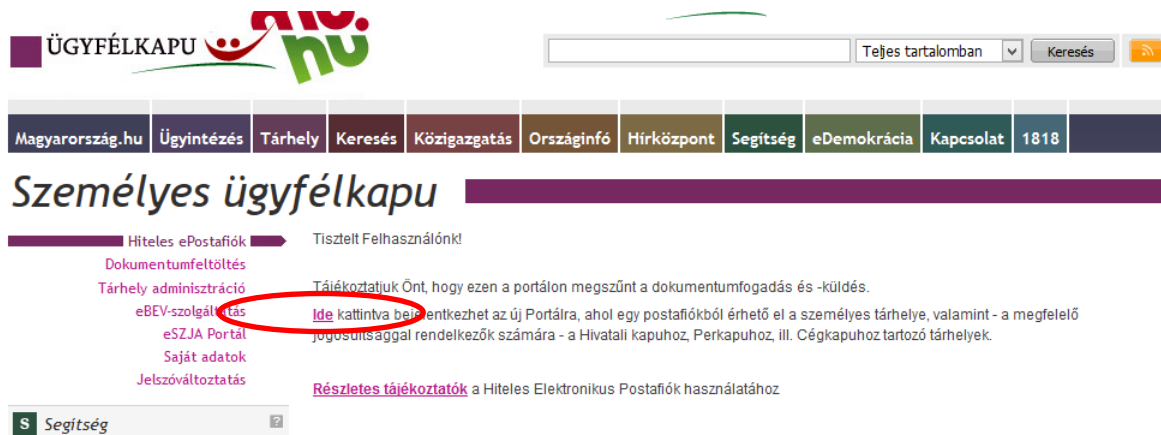 ÜGYFÉLKAPU
hu
Teljes tartalomban
Keresés
Magyarország.hu Ügyintézés Tárhely Keresés Közigazgatás Országinfó Hírközpont Segítség eDemokrácia Kapcsolat 1818
Személyes ügyfélkapu
Hiteles ePostafiók
Dokumentumfeltöltés
Tárhely adminisztráció
eBEV-szolgáltatás
eSZJA Portál
Saját adatok
Jelszóváltoztatás
S Segítség ?
Tisztelt Felhasználónk!
Tájékoztatjuk Önt, hogy ezen a portálon megszűnt a dokumentumfogadás és -küldés.
Ide kattintva bejelentkezhet az új Portálra, ahol egy postafiókból érhető el a személyes tárhelye, valamint - a megfelelő
jogosultsággal rendelkezők számára - a Hivatali kapuhoz, Perkapuhoz, ill. Cégkapuhoz tartozó tárhelyek.
Részletes tájékoztatók a Hiteles Elektronikus Postafiók használatához